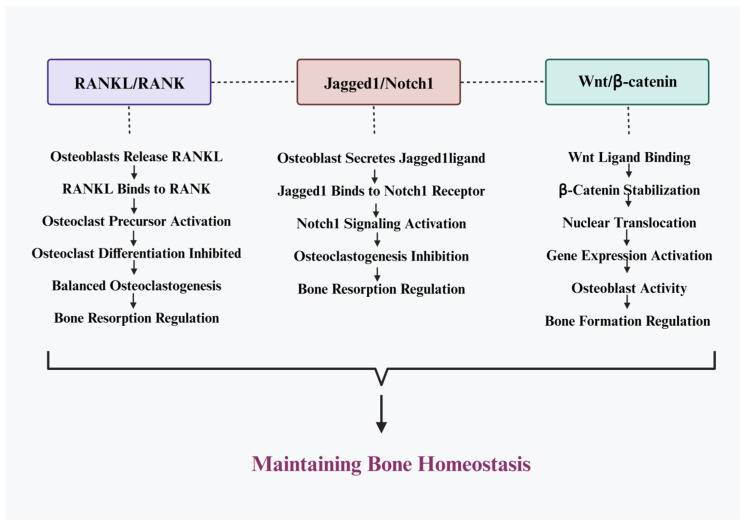 RANKL/RANK
Osteoblasts Release RANKL
RANKL Binds to RANK
Osteoclast Precursor Activation
Osteoclast Differentiation Inhibited
Balanced Osteoclastogenesis
Bone Resorption Regulation
Jagged1/Notch1
Osteoblast Secretes Jagged1ligand
Jagged1 Binds to Notch1 Receptor
Notch1 Signaling Activation
Osteoclastogenesis Inhibition
Bone Resorption Regulation
Wnt/β-catenin
Wnt Ligand Binding
β-Catenin Stabilization
Nuclear Translocation
Gene Expression Activation
Osteoblast Activity
Bone Formation Regulation
Maintaining Bone Homeostasis